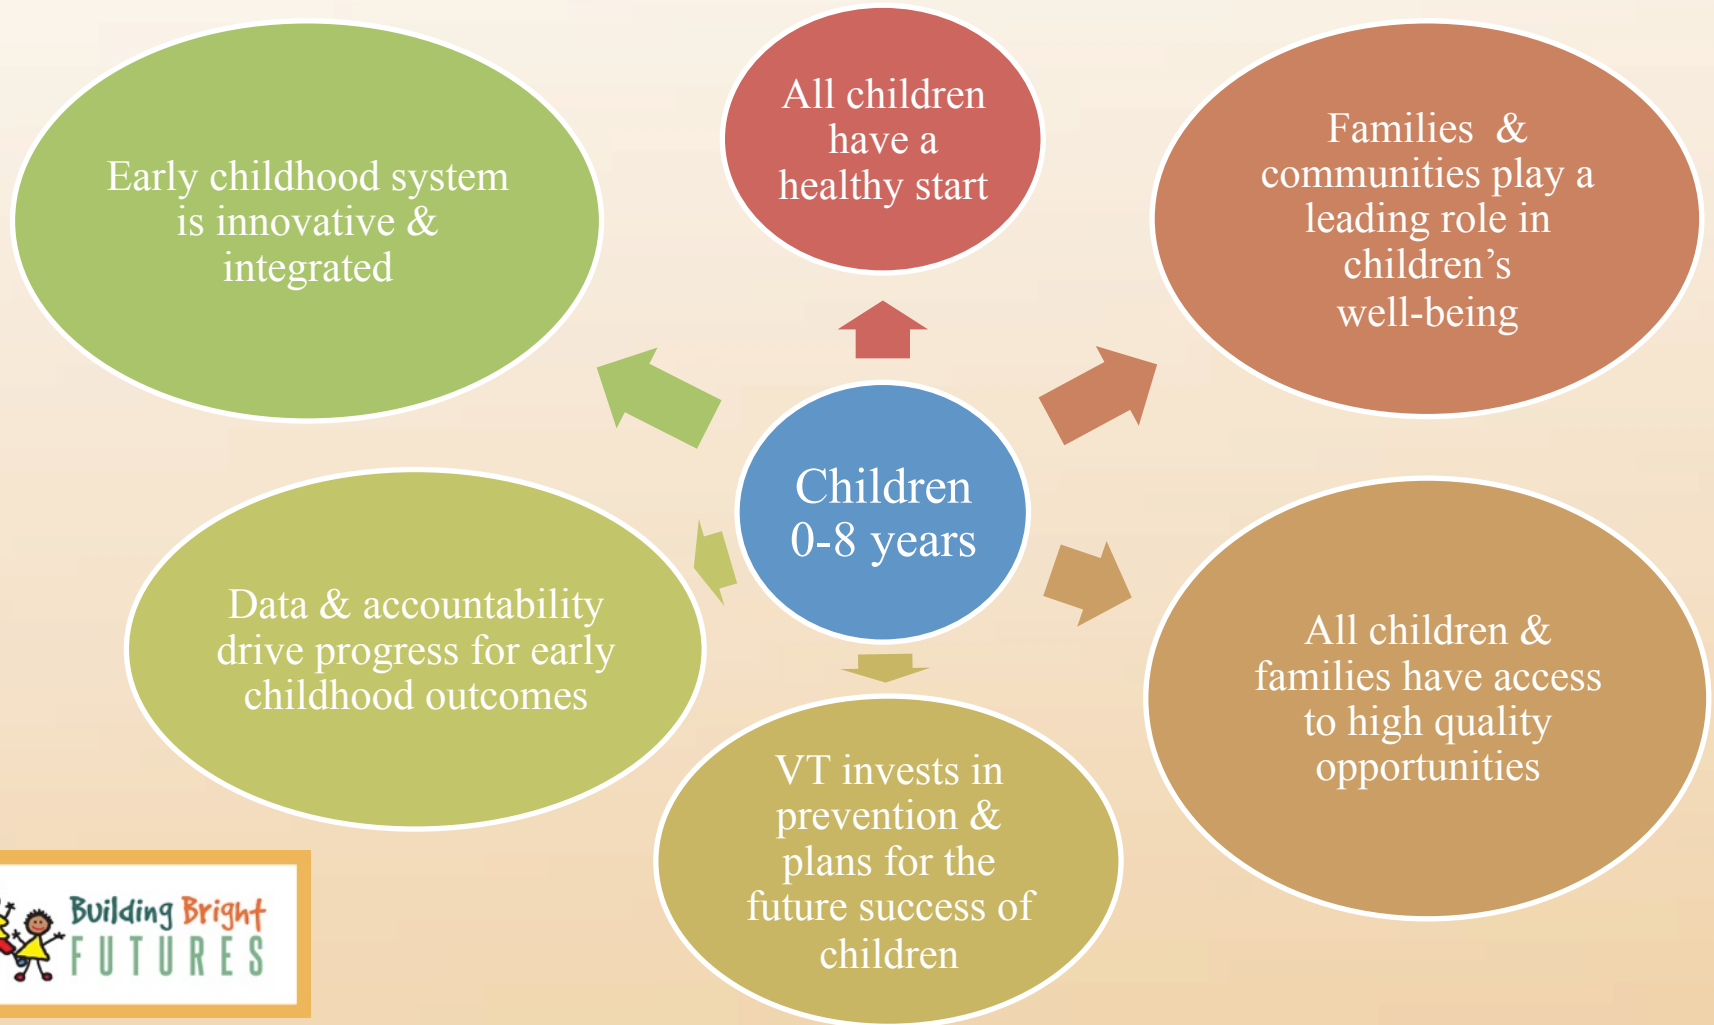 All children
have a
healthy start
Families & 
communities play a
leading role in
children’s
well-being
All children &
families have access
to high quality
opportunities
VT invests in
prevention &
plans for the
future success of
children
Data & accountability
drive progress for early
childhood outcomes
Early childhood system
is innovative &
integrated
Children
0-8 years
Building Bright
FUTURES